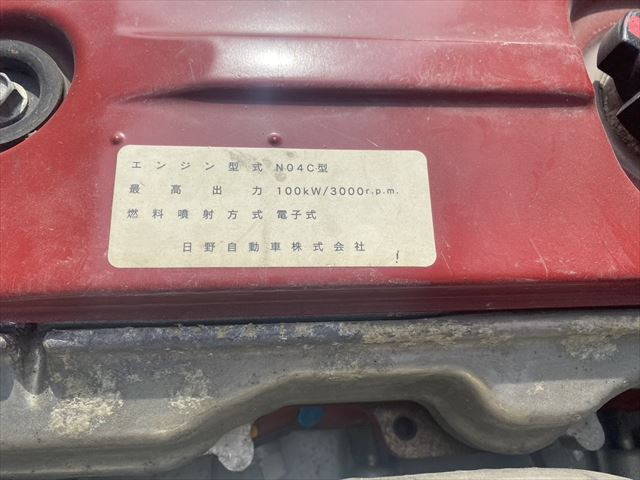 エンジン型式 N04C型
最高出力 100kW/3000r.p.m.
燃料噴射方式 電子式
日野自動車株式会社